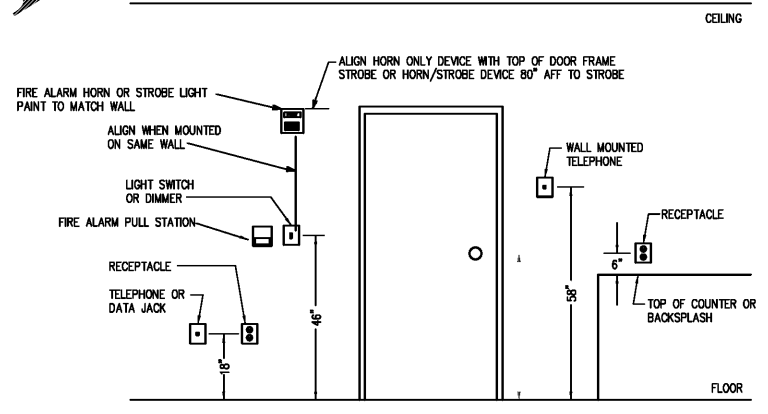 CEILING
ALIGN HORN ONLY DEVICE WITH TOP OF DOOR FRAME
STROBE OR HORN/STROBE DEVICE 80" AFF TO STROBE
FIRE ALARM HORN OR STROBE LIGHT
PAINT TO MATCH WALL
ALIGN WHEN MOUNTED
ON SAME WALL
WALL MOUNTED
TELEPHONE
LIGHT SWITCH
OR DIMMER
FIRE ALARM PULL STATION
RECEPTACLE
6"
RECEPTACLE
TELEPHONE OR
DATA JACK
58"
46"
TOP OF COUNTER OR
BACKSPLASH
18"
FLOOR